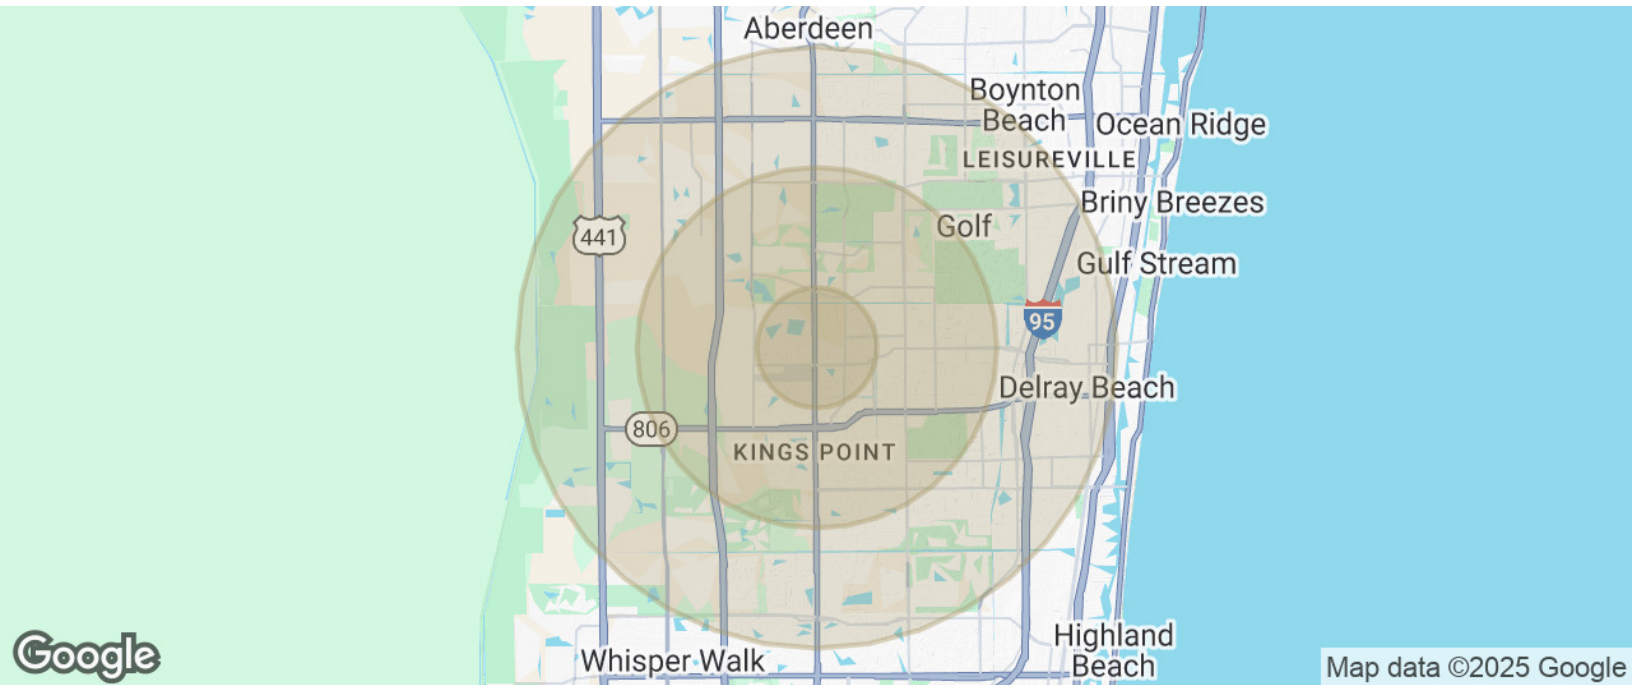 Aberdeen
Boynton
Beach
Ocean Ridge
LEISUREVILLE
Briny Breezes
Golf
441
Gulf Stream
95
Delray Beach
806
KINGS POINT
Highland
Beach
Whisper Walk
Google
Map data ©2025 Google